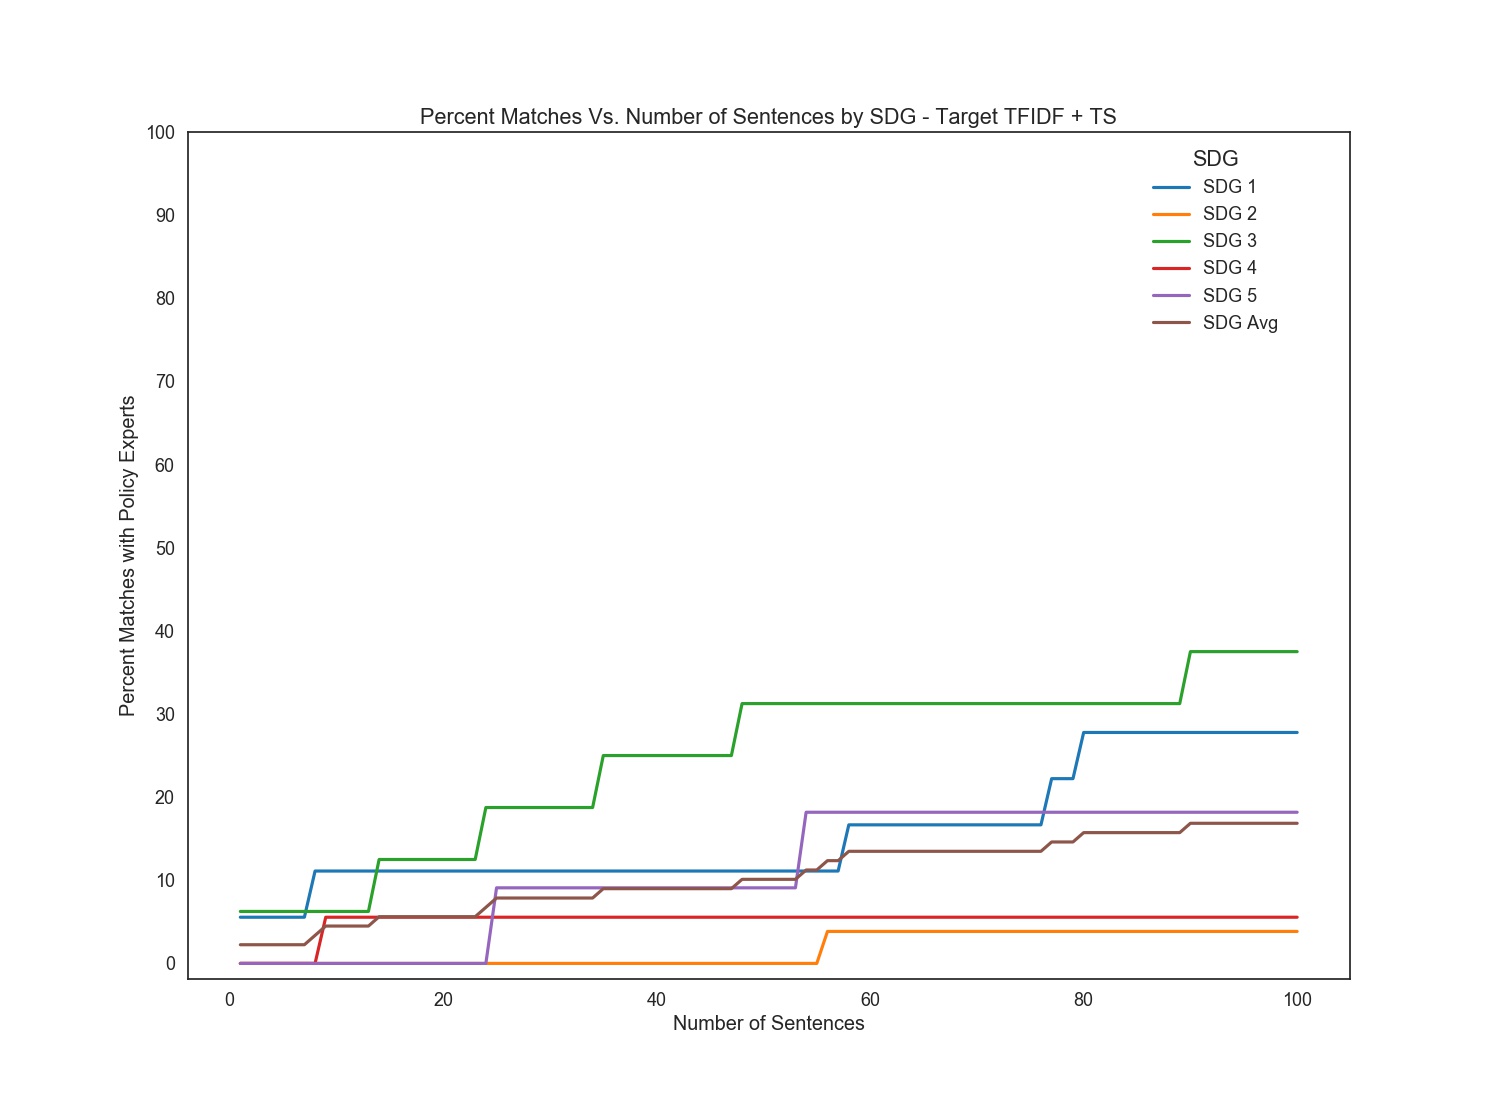 Percent Matches Vs. Number of Sentences by SDG - Target TFIDF + TS
100
90
80
70
60
50
40
30
20
10
0
Percent Matches with Policy Experts
SDG
SDG 1
SDG 2
SDG 3
SDG 4
SDG 5
SDG Avg
0 20 40 60 80 100
Number of Sentences